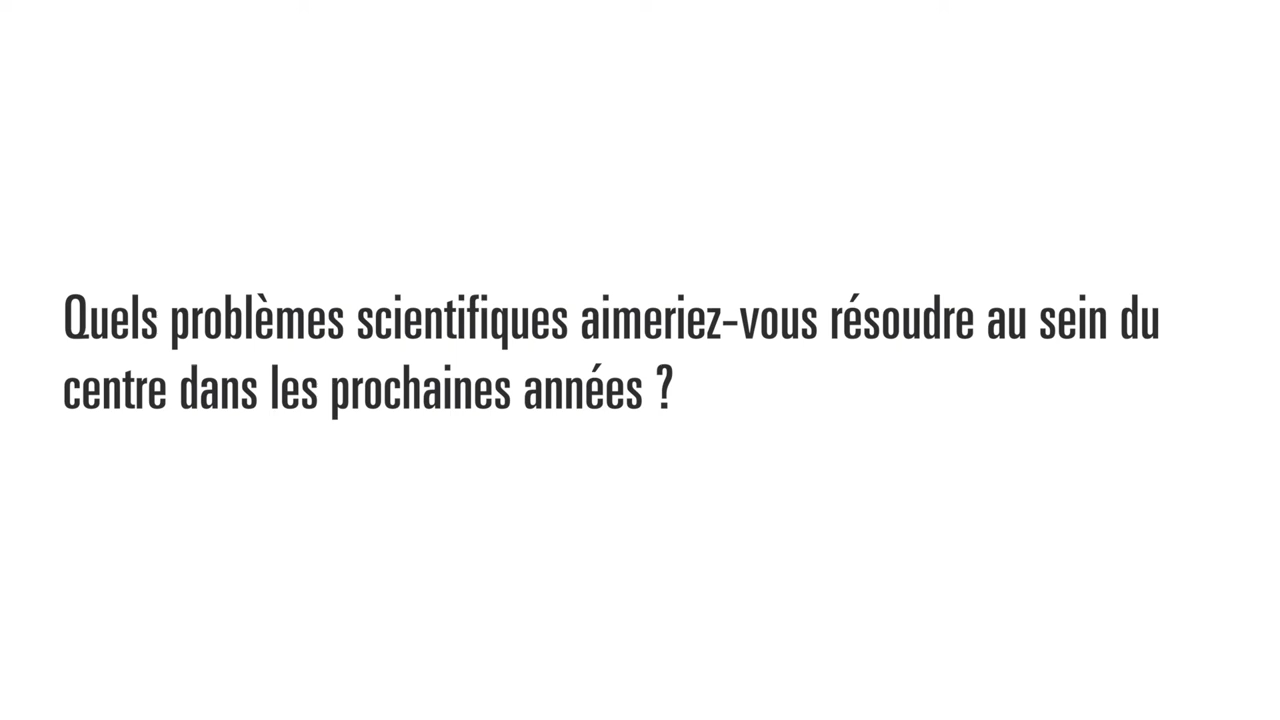 Quels problèmes scientifiques aimeriez-vous résoudre au sein du
centre dans les prochaines années ?